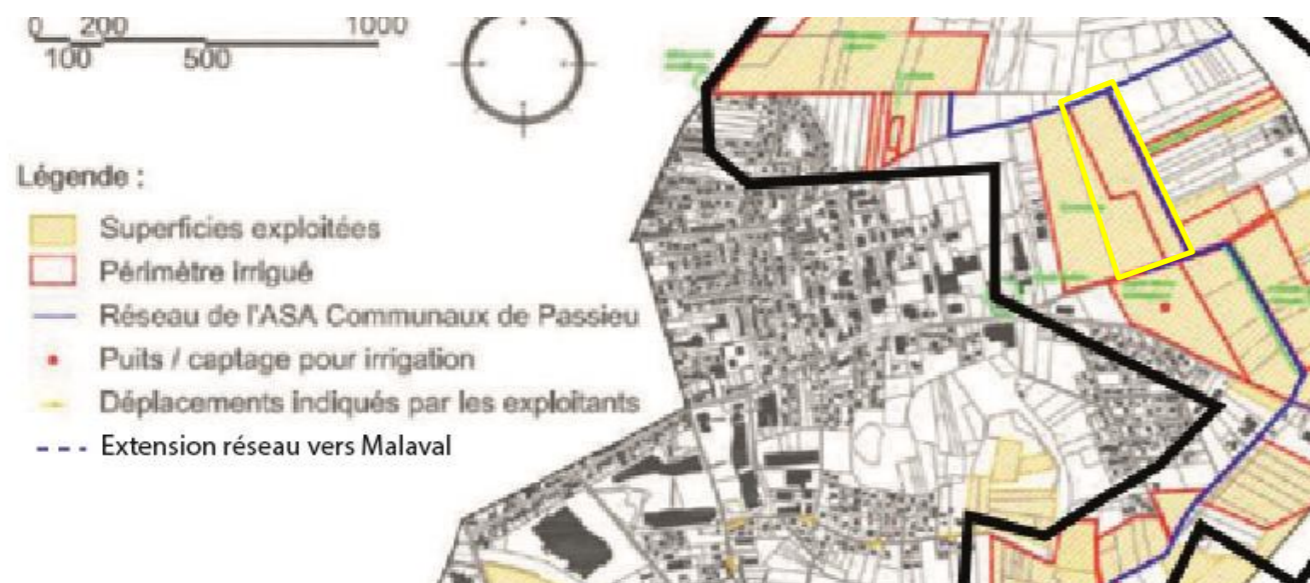 0 200 1000
100 500
Légende :
Superficies exploitées
Périmètre irrigué
Réseau de l'ASA Communaux de Passieu
Puits / captage pour irrigation
Déplacements indiqués par les exploitants
Extension réseau vers Malaval